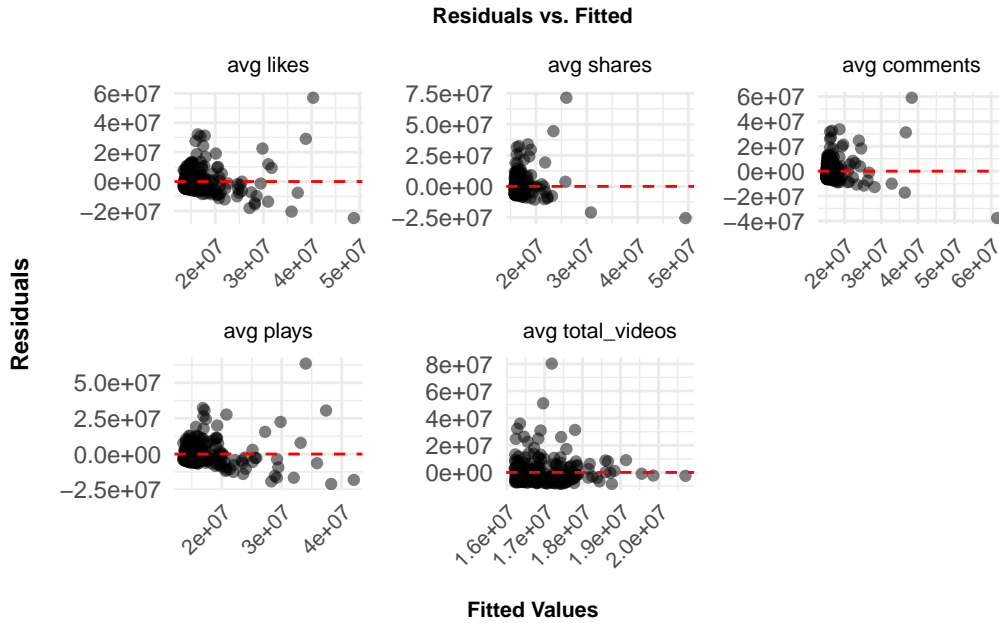 Residuals vs. Fitted
avg likes
avg shares
avg comments
6e+07
4e+07
2e+07
0e+00
−2e+07
2e+07
3e+07
4e+07
5e+07
7.5e+07
5.0e+07
2.5e+07
0.0e+00
−2.5e+07
2e+07
3e+07
4e+07
5e+07
6e+07
4e+07
2e+07
0e+00
−2e+07
−4e+07
2e+07
3e+07
4e+07
5e+07
6e+07
Residuals
avg plays
avg total_videos
5.0e+07
2.5e+07
0.0e+00
−2.5e+07
2e+07
3e+07
4e+07
8e+07
6e+07
4e+07
2e+07
0e+00
1.6e+07
1.7e+07
1.8e+07
1.9e+07
2.0e+07
Fitted Values